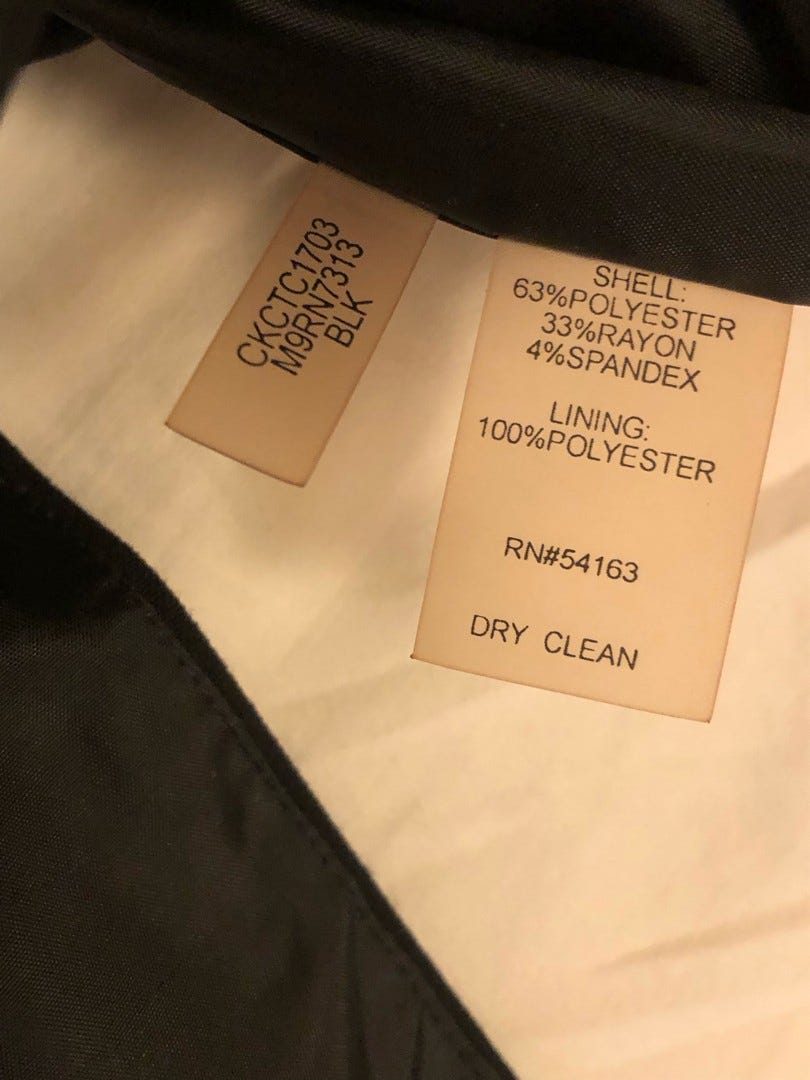 CKCTC1703
M9RN7313
BLK
SHELL:
63%POLYESTER
33%RAYON
4%SPANDEX
LINING:
100%POLYESTER
RN#54163
DRY CLEAN